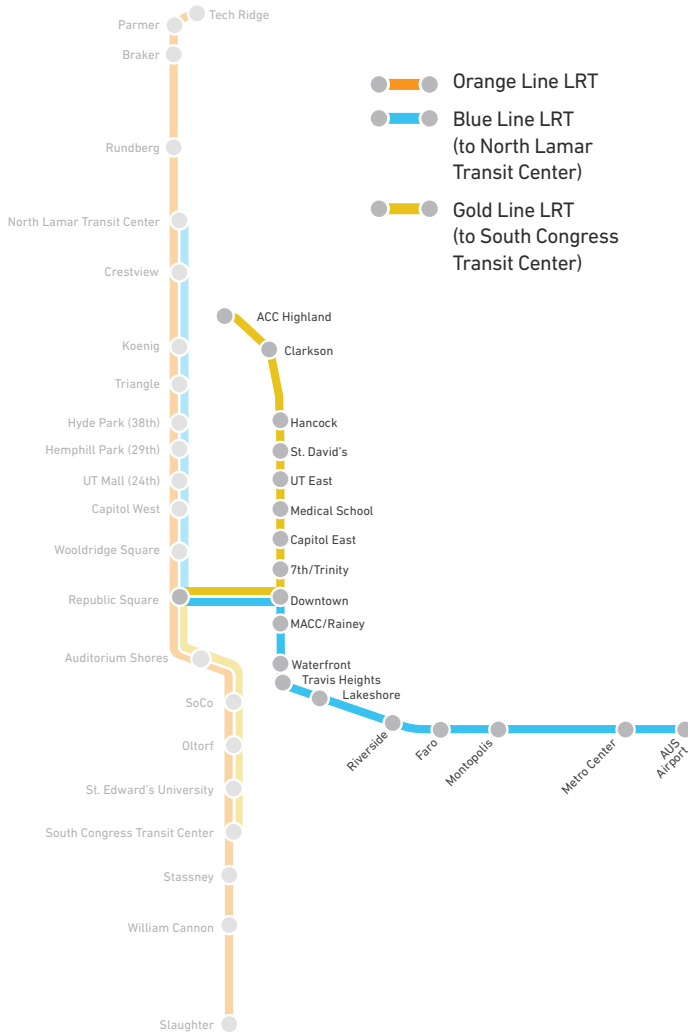 Tech Ridge
Parmer
Braker
Rundberg
North Lamar Transit Center
Crestview
Koenig
Triangle
Hyde Park (38th)
Hemphill Park (29th)
UT Mall (24th)
Capitol West
Wooldridge Square
Republic Square
Auditorium Shores
SoCo
Oltorf
St. Edward's University
South Congress Transit Center
Stassney
William Cannon
Slaughter
Orange Line LRT
Blue Line LRT
(to North Lamar
Transit Center)
Gold Line LRT
(to South Congress
Transit Center)
ACC Highland
Clarkson
Hancock
St. David's
UT East
Medical School
Capitol East
7th/Trinity
Downtown
MACC/Rainey
Waterfront
Travis Heights
Lakeshore
Riverside
Faro
Montopolis
Metro Center
AUS
Airport